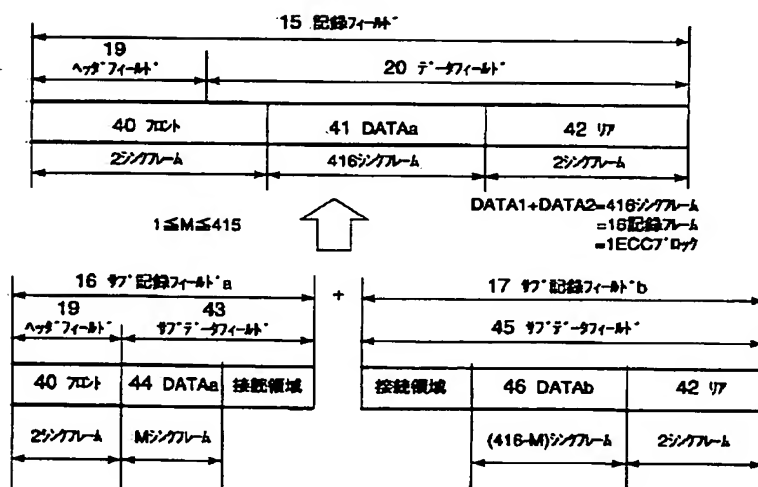 15 記録フィールド
19
ヘッダフィールド
20 データフィールド
40 フロント
41 DATAa
42 リア
2シンクフレーム
416シンクフレーム
2シンクフレーム
1≦M≦415
DATA1+DATA2=416シンクフレーム
=16記録フレーム
=1ECCブロック
16 サブ記録フィールドa
+
17 サブ記録フィールドb
19
ヘッダフィールド
43
サブデータフィールド
45 サブデータフィールド
40 フロント
44 DATAa
接続領域
接続領域
46 DATAb
42 リア
2シンクフレーム
Mシンクフレーム
(416-M)シンクフレーム
2シンクフレーム